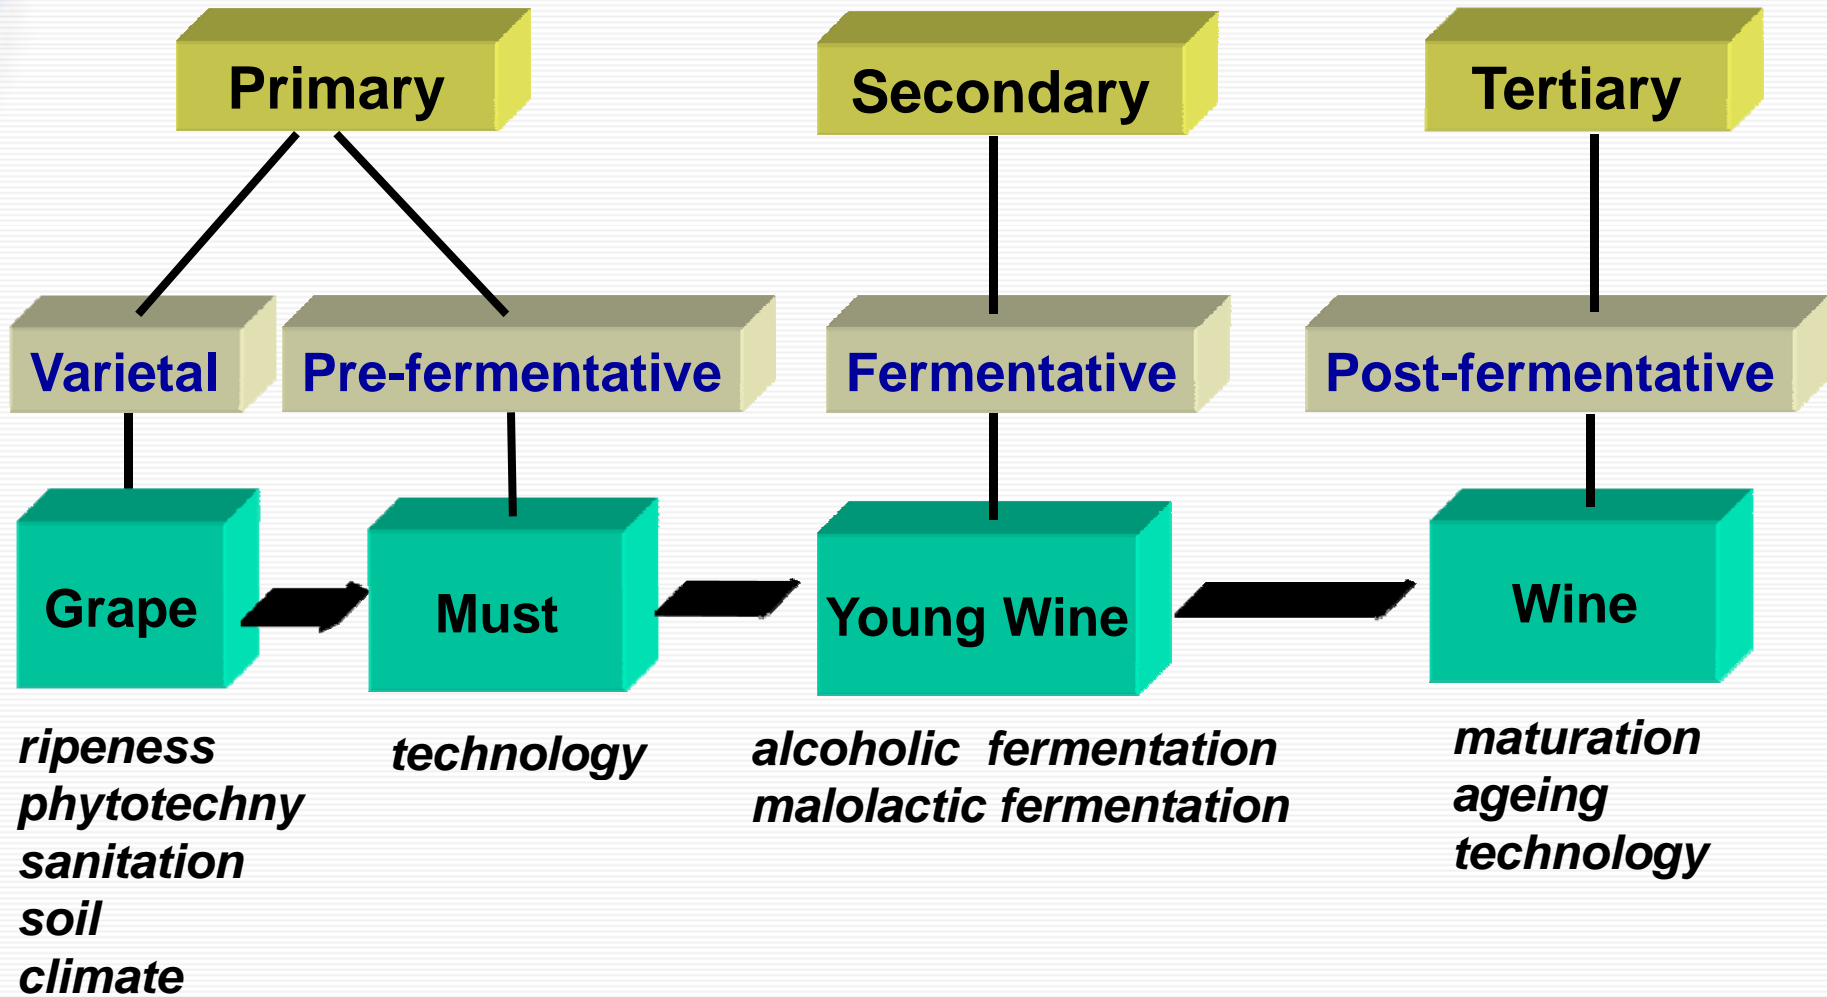 Primary
Secondary
Tertiary
Varietal
Pre-fermentative
Fermentative
Post-fermentative
Grape
Must
Young Wine
Wine
ripeness
phytotechny
sanitation
soil
climate
technology
alcoholic fermentation
malolactic fermentation
maturation
ageing
technology